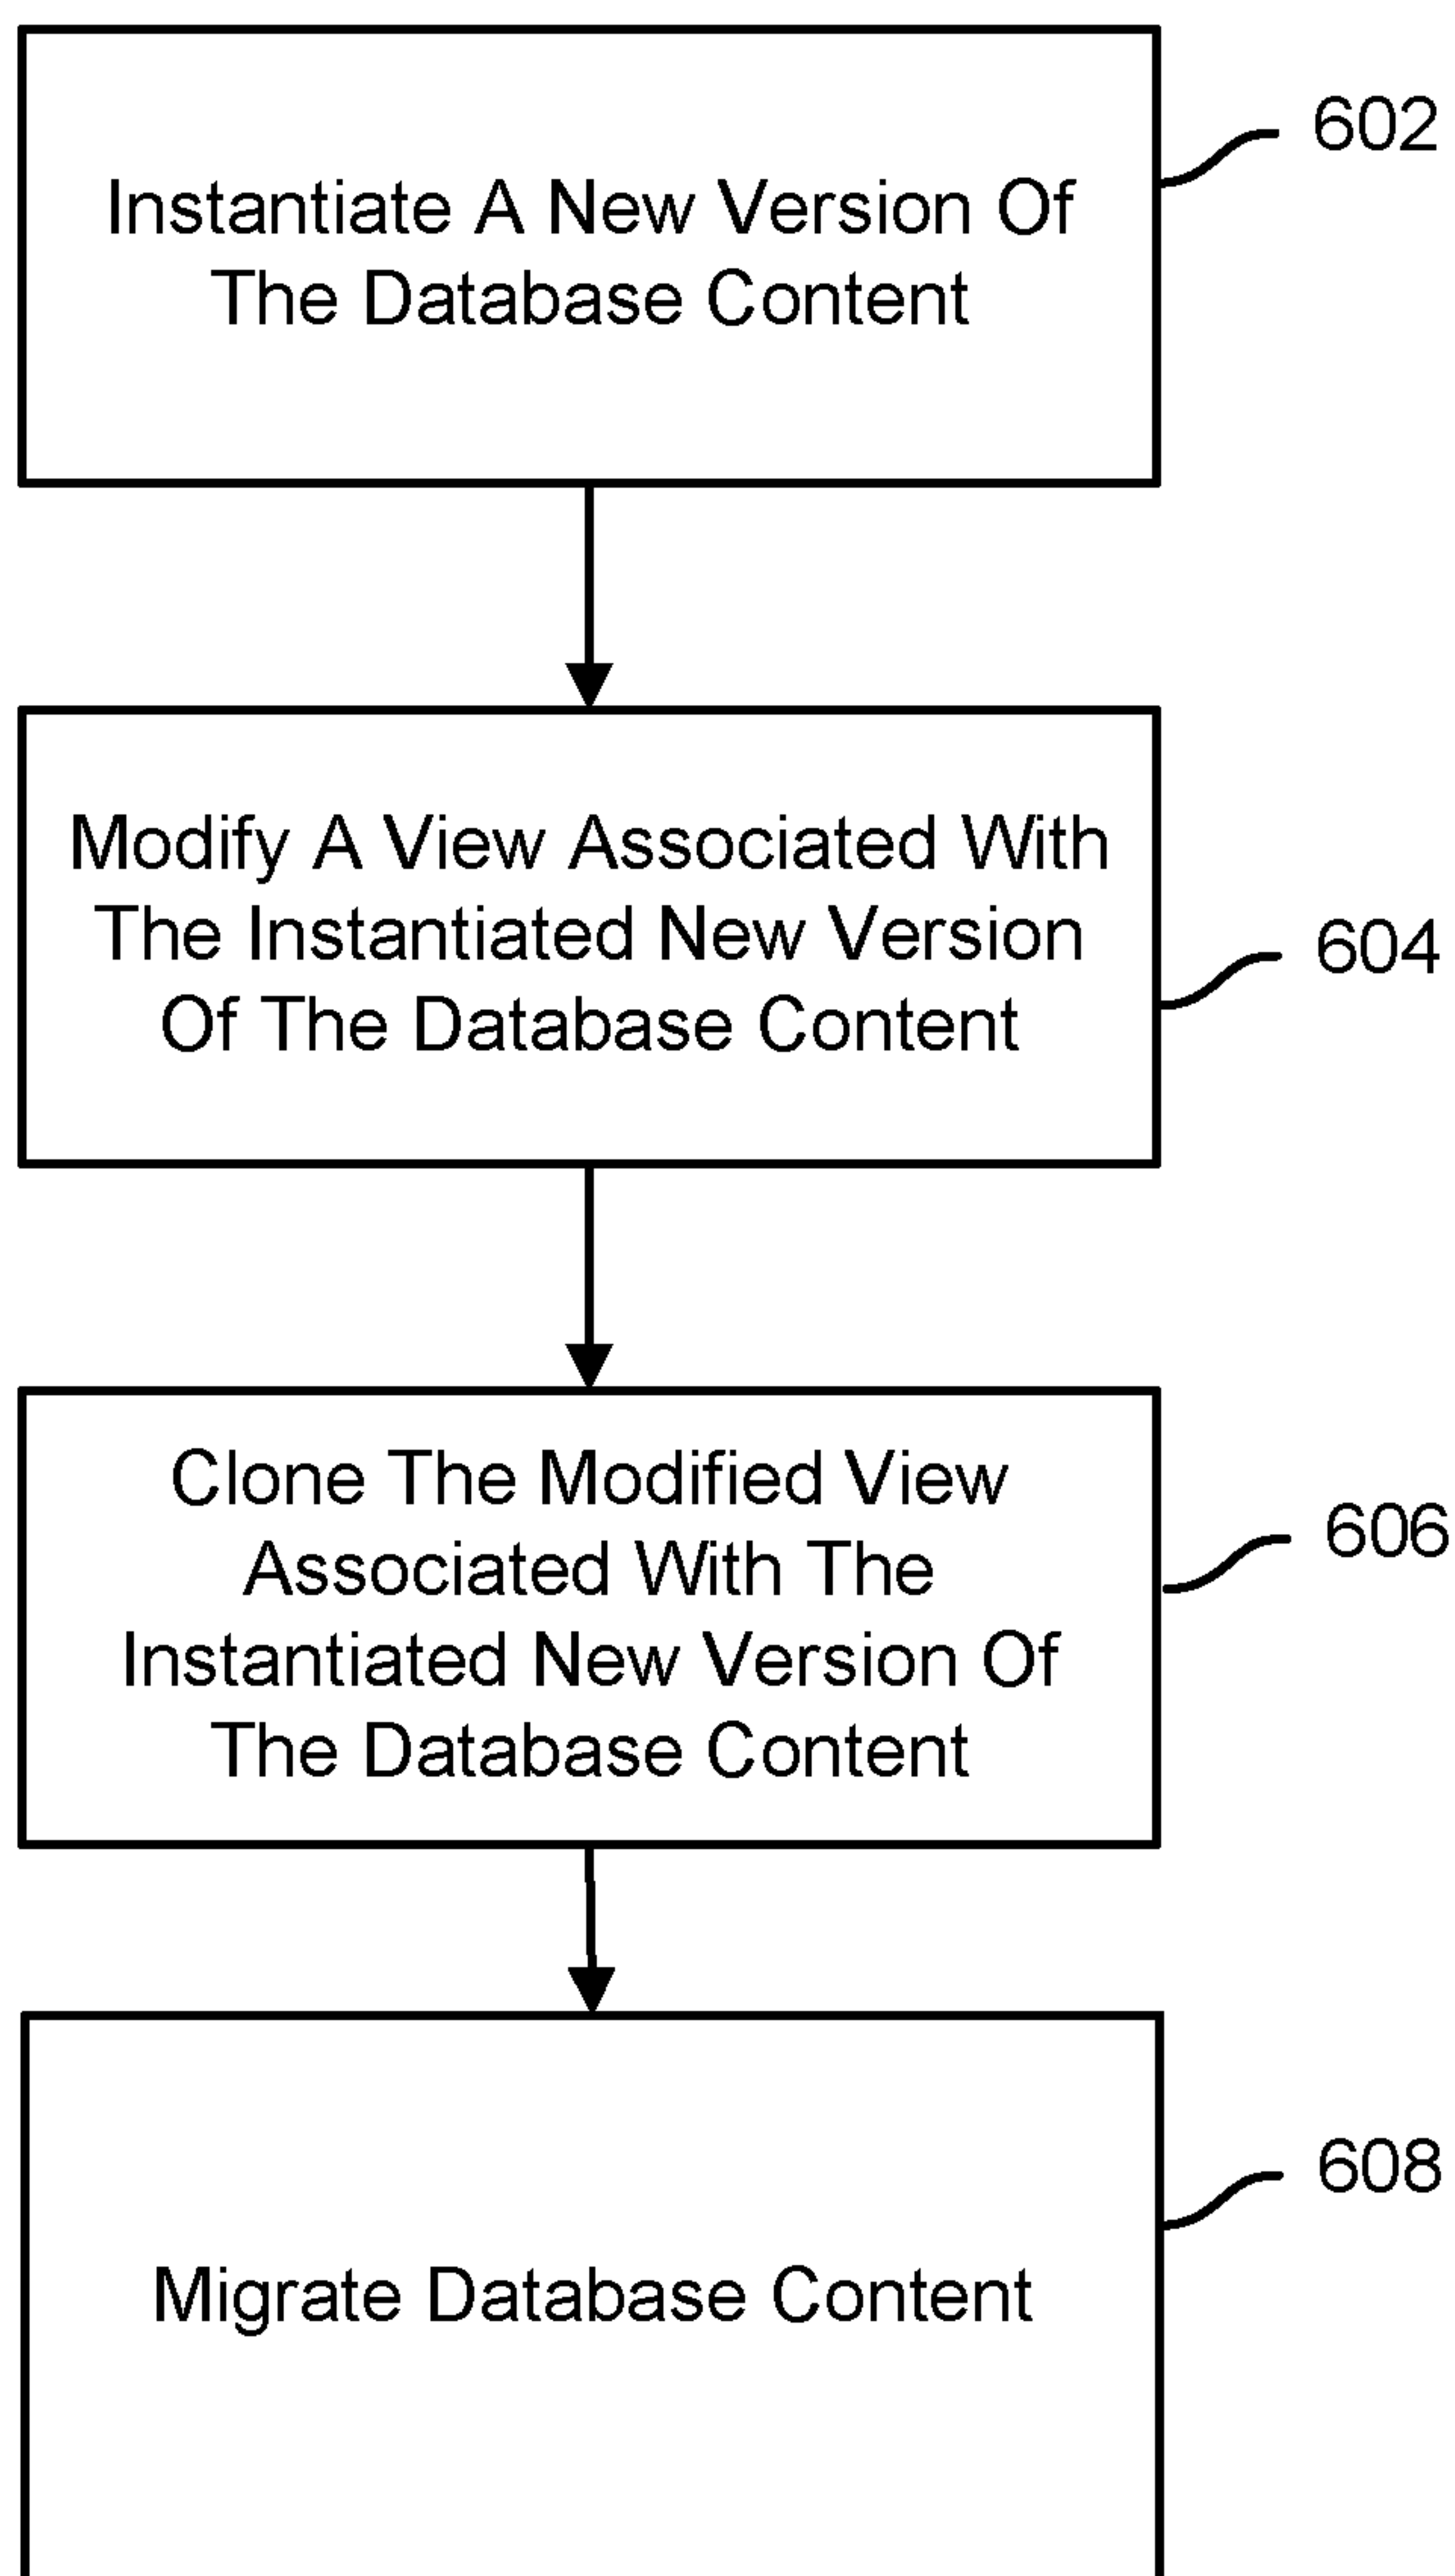 602
Instantiate A New Version Of
The Database Content
Modify A View Associated With
The Instantiated New Version
Of The Database Content
604
Clone The Modified View
Associated With The
Instantiated New Version Of
The Database Content
606
608
Migrate Database Content